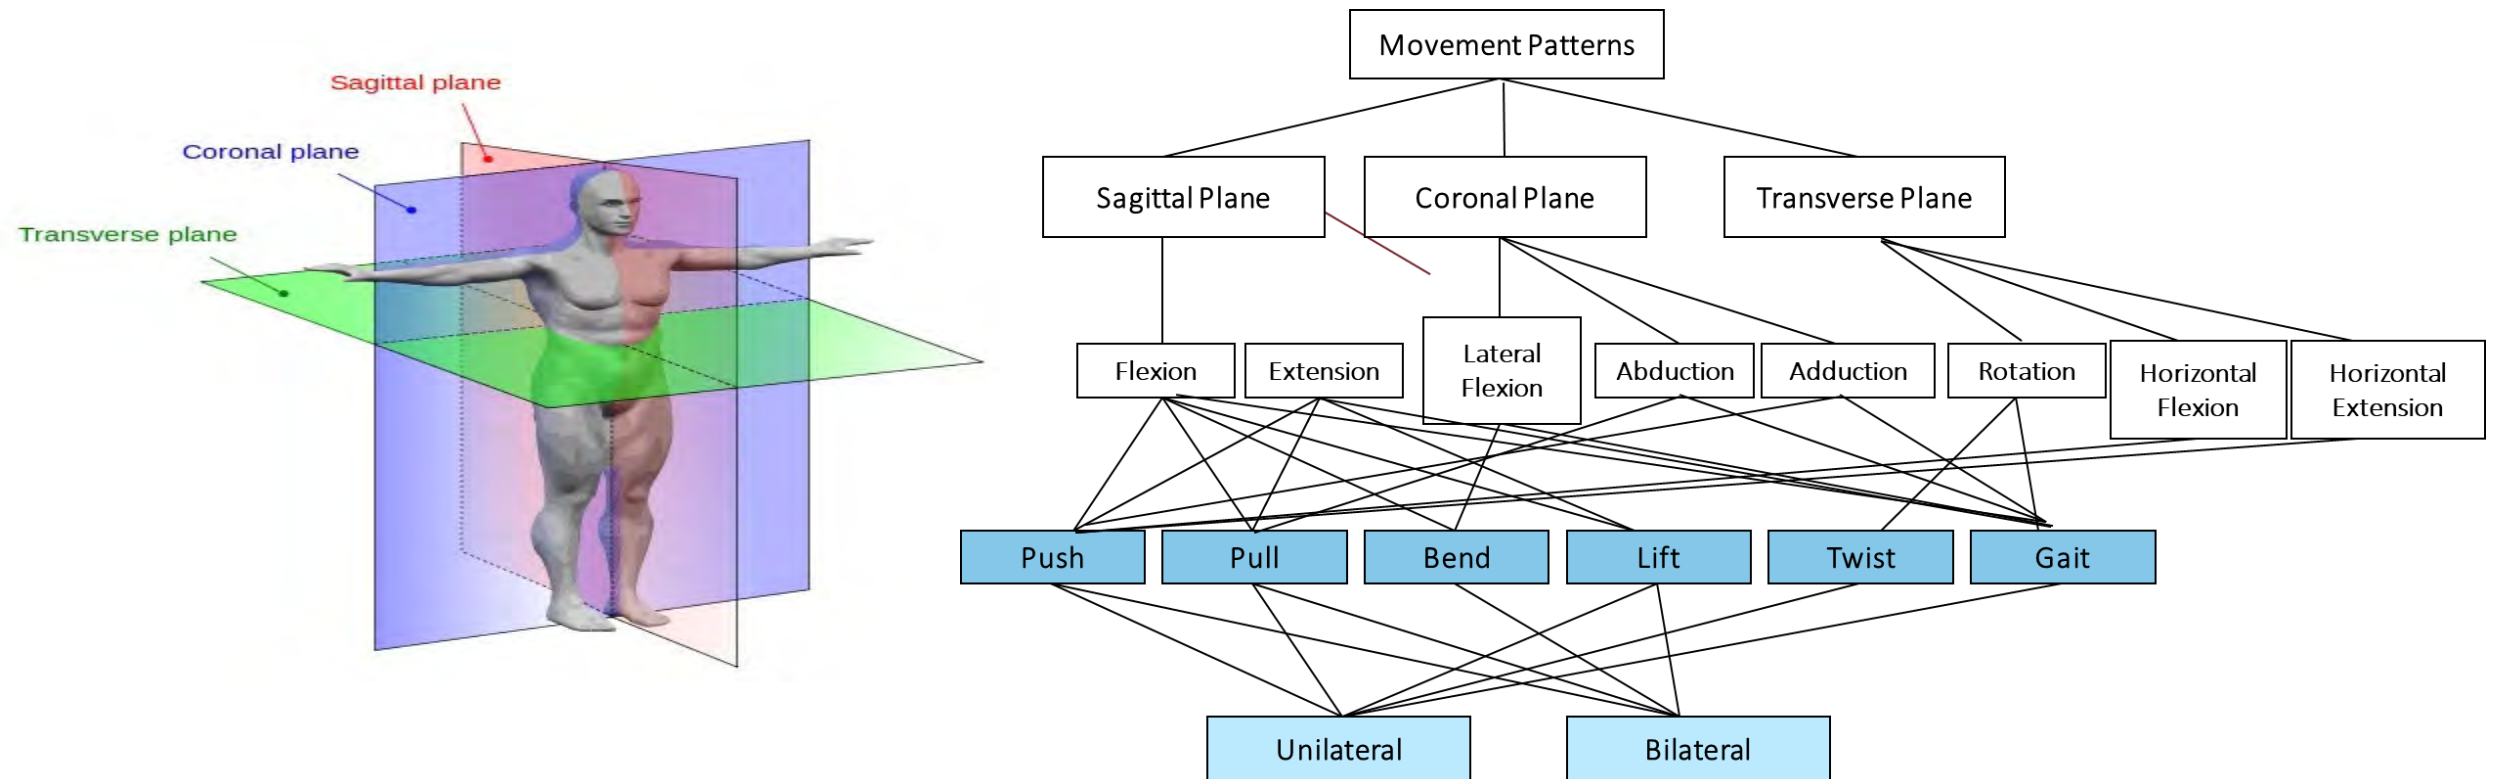 Sagittal plane
Coronal plane
Transverse plane
Movement Patterns
Sagittal Plane
Coronal Plane
Transverse Plane
Flexion
Extension
Lateral
Flexion
Abduction
Adduction
Rotation
Horizontal
Flexion
Horizontal
Extension
Push
Pull
Bend
Lift
Twist
Gait
Unilateral
Bilateral